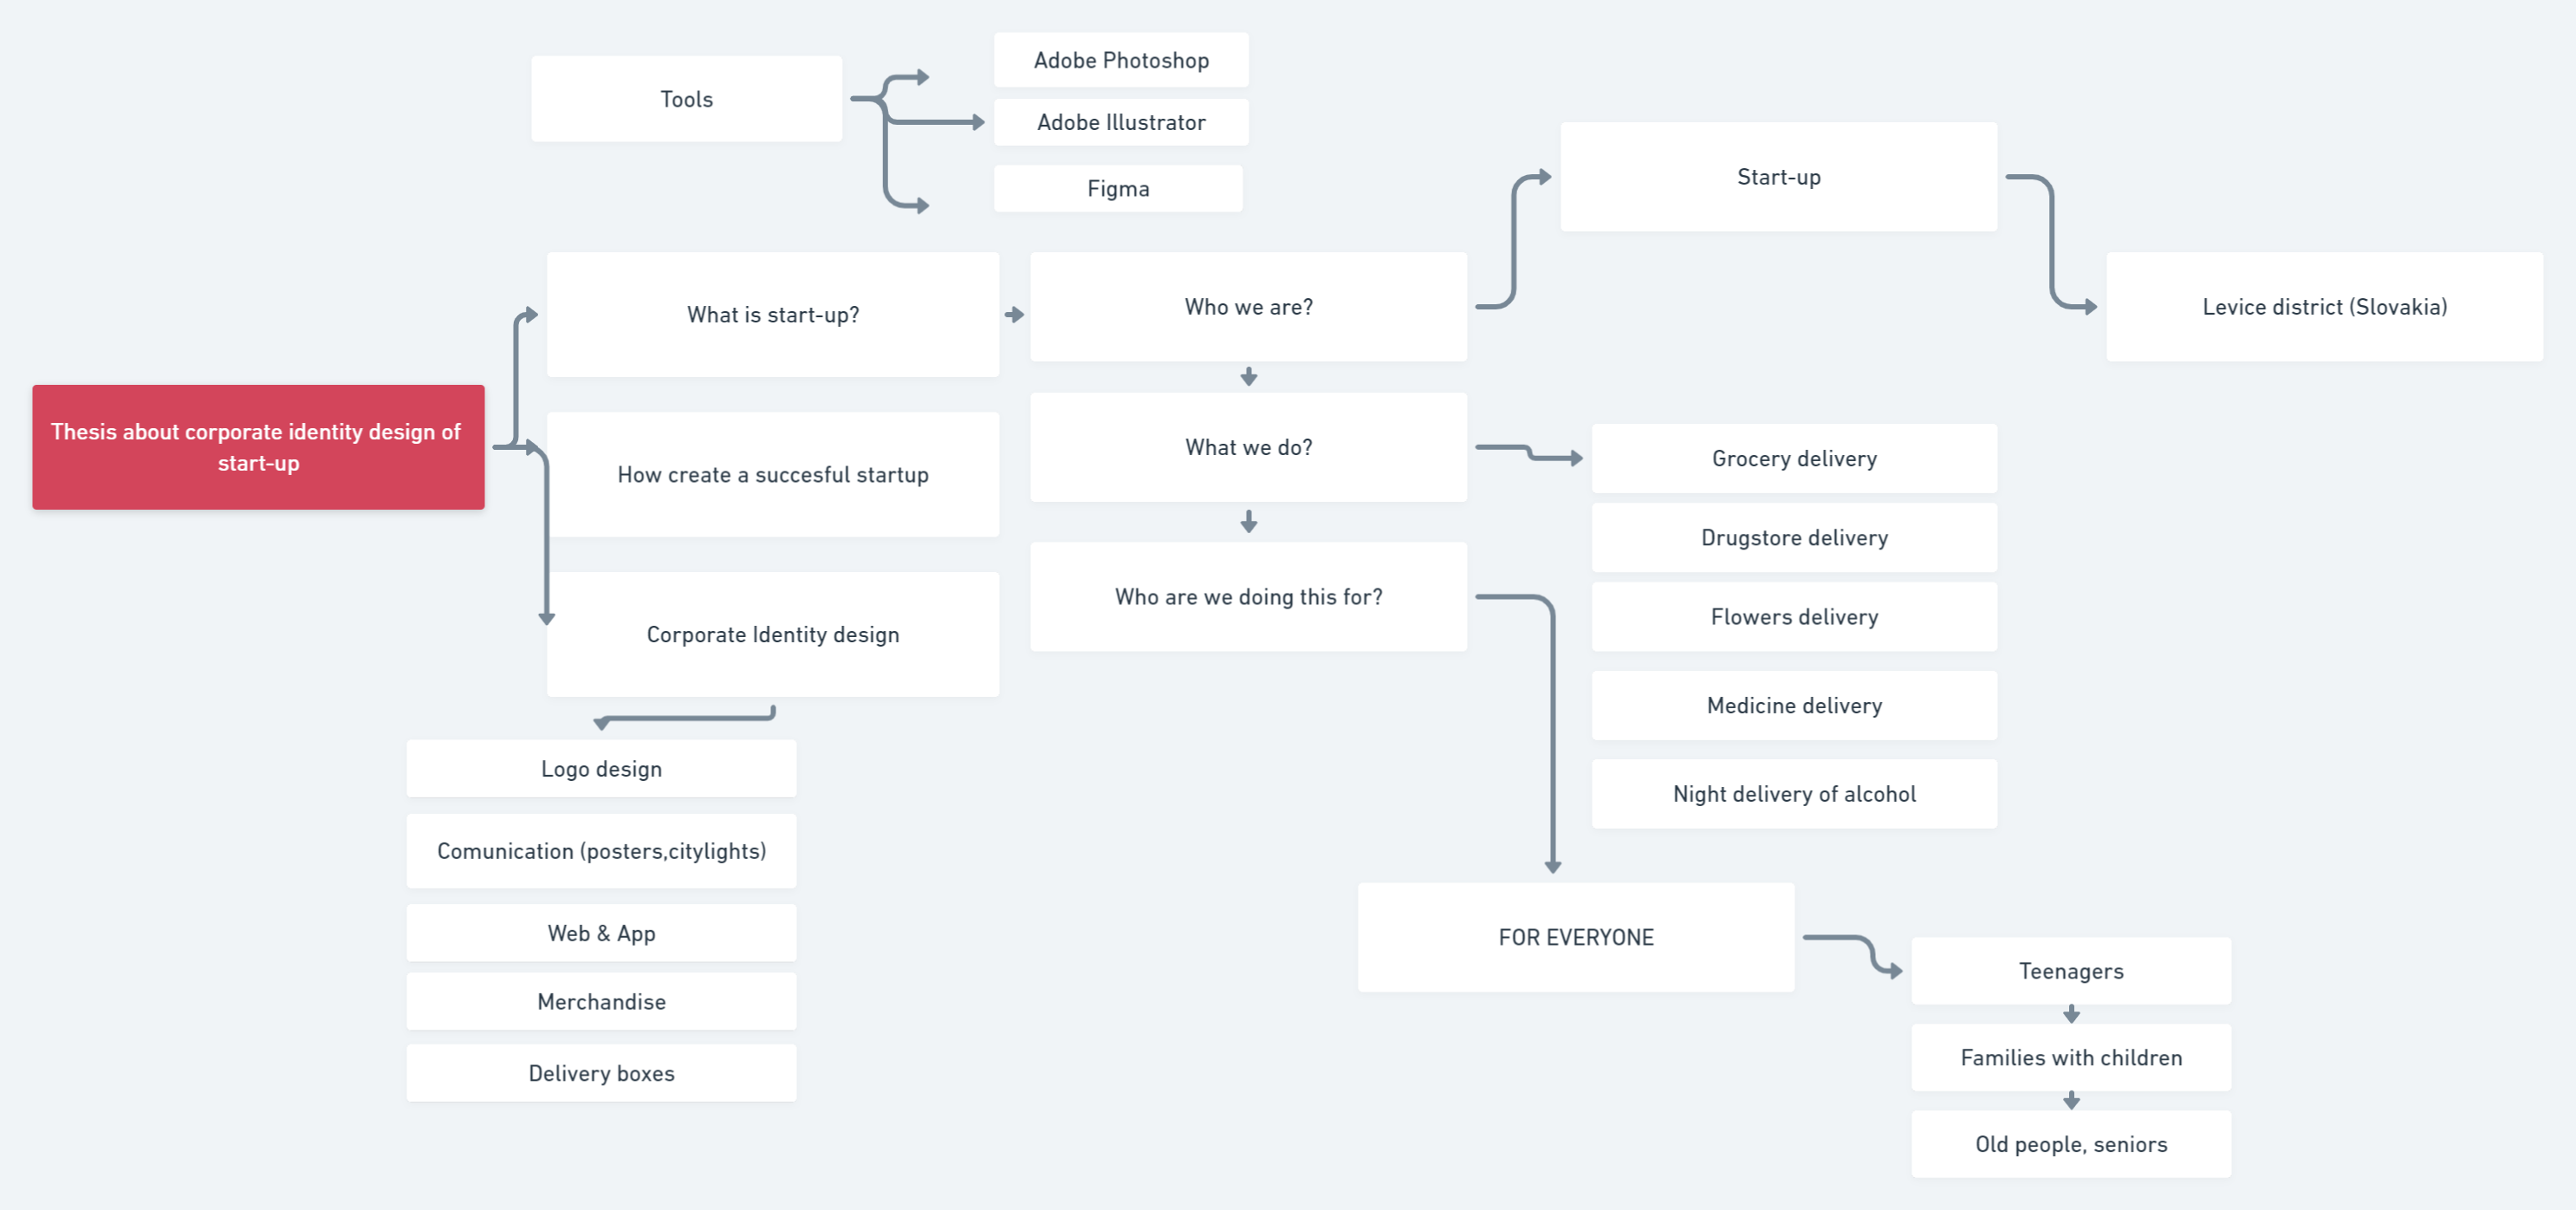 Tools
Adobe Photoshop
Adobe Illustrator
Figma
Start-up
Levice district (Slovakia)
What is start-up?
Who we are?
Thesis about corporate identity design of
start-up
How create a succesful startup
What we do?
Grocery delivery
Drugstore delivery
Flowers delivery
Medicine delivery
Night delivery of alcohol
Corporate Identity design
Who are we doing this for?
Logo design
Comunication (posters,citylights)
Web & App
Merchandise
Delivery boxes
FOR EVERYONE
Teenagers
Families with children
Old people, seniors